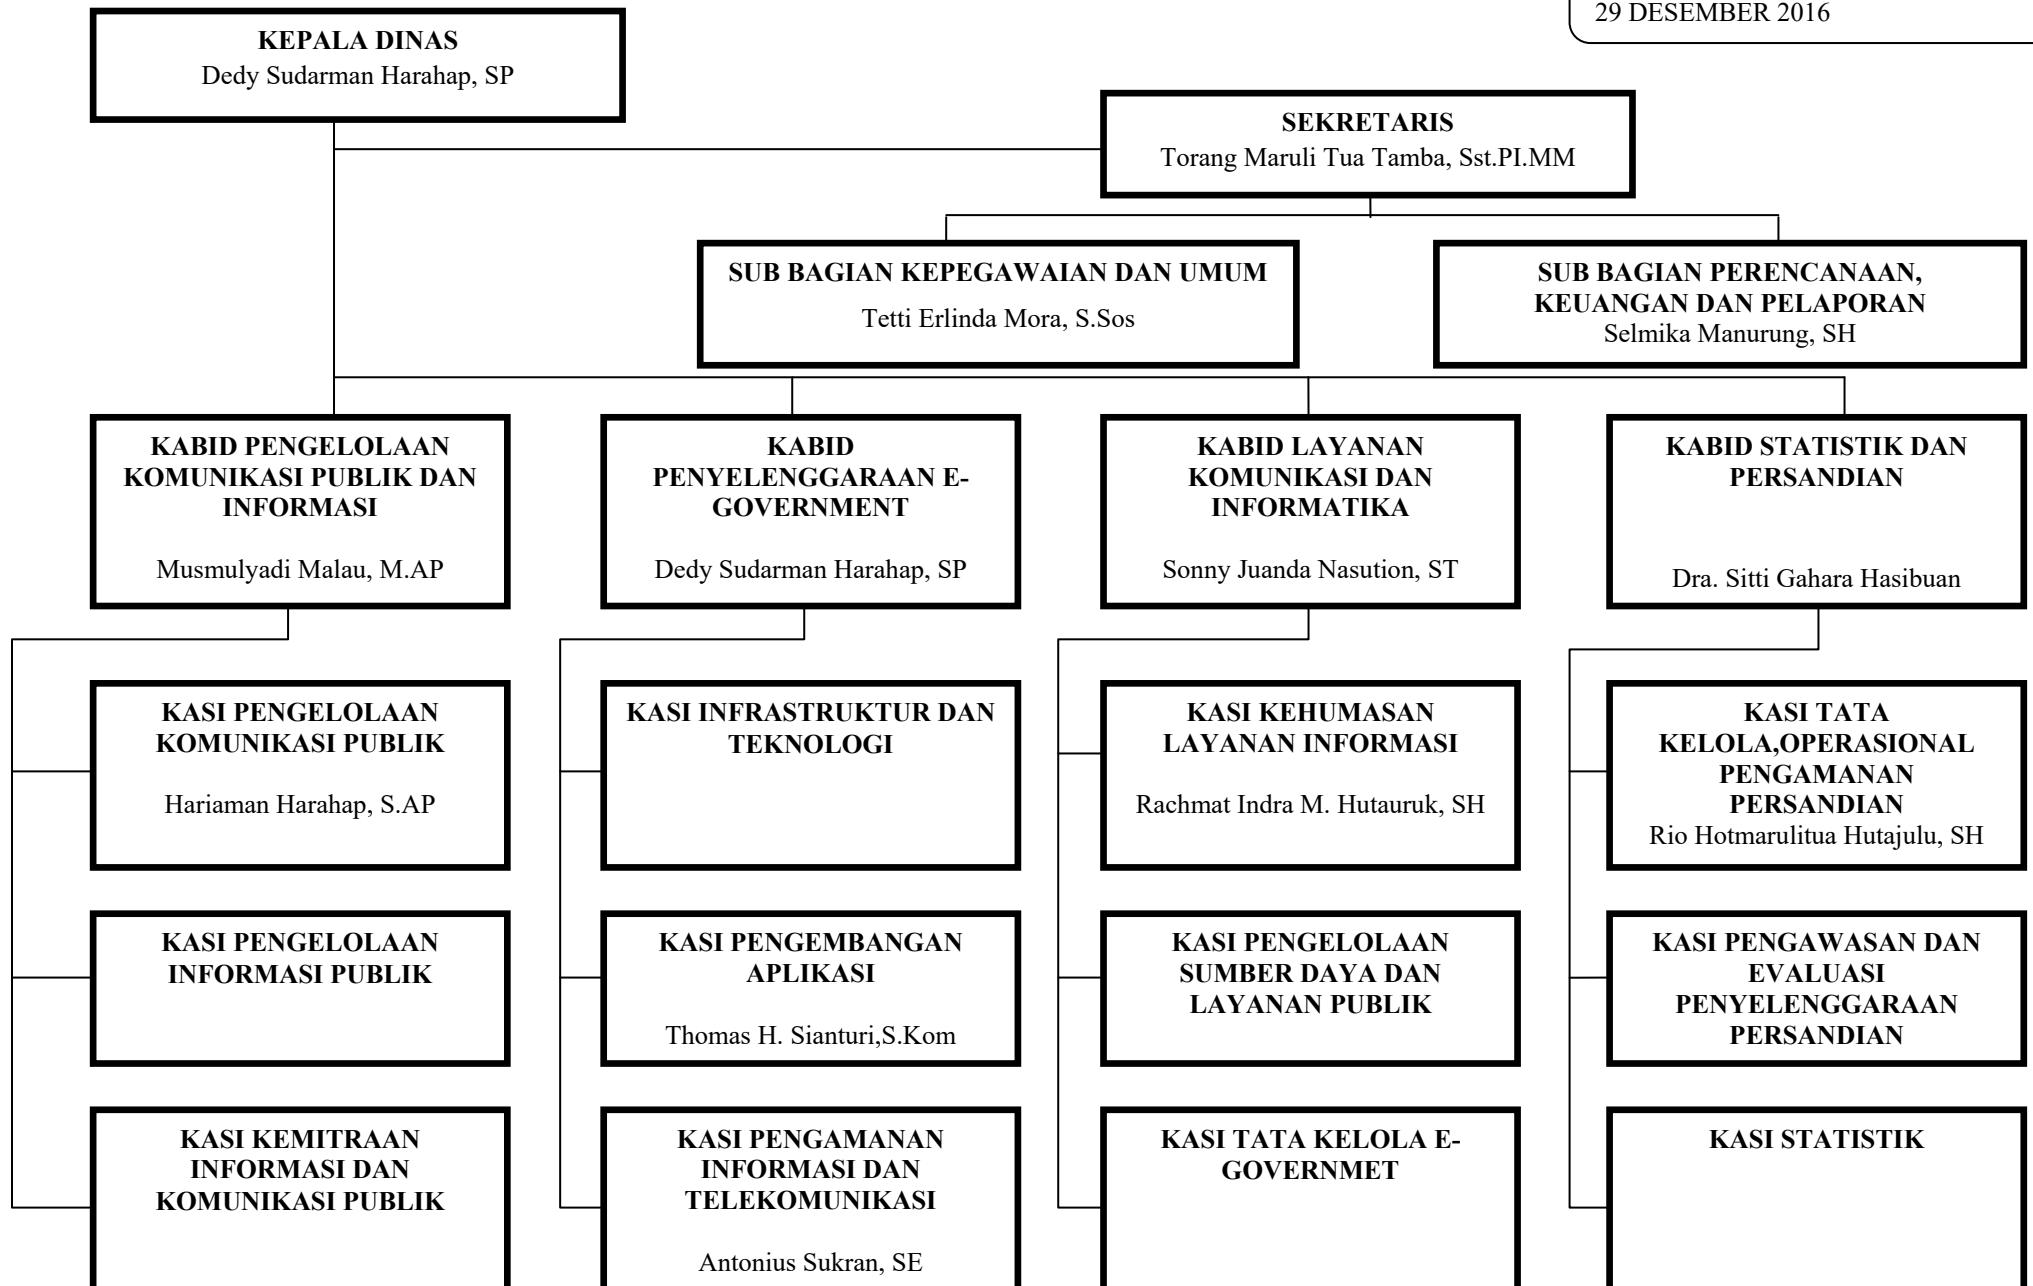 29 DESEMBER 2016
KEPALA DINAS
Dedy Sudarman Harahap, SP
SEKRETARIS
Torang Maruli Tua Tamba, Sst.PI.MM
SUB BAGIAN KEPEGAWAIAN DAN UMUM
Tetti Erlinda Mora, S.Sos
SUB BAGIAN PERENCANAAN,
KEUANGAN DAN PELAPORAN
Selmika Manurung, SH
KABID PENGELOLAAN
KOMUNIKASI PUBLIK DAN
INFORMASI
Musmulyadi Malau, M.AP
KABID
PENYELENGGARAAN E-
GOVERNMENT
Dedy Sudarman Harahap, SP
KABID LAYANAN
KOMUNIKASI DAN
INFORMATIKA
Sonny Juanda Nasution, ST
KABID STATISTIK DAN
PERSANDIAN
Dra. Sitti Gahara Hasibuan
KASI PENGELOLAAN
KOMUNIKASI PUBLIK
Hariaman Harahap, S.AP
KASI INFRASTRUKTUR DAN
TEKNOLOGI
KASI KEHUMASAN
LAYANAN INFORMASI
Rachmat Indra M. Hutauruk, SH
KASI TATA
KELOLA,OPERASIONAL
PENGAMANAN
PERSANDIAN
Rio Hotmarulitua Hutajulu, SH
KASI PENGELOLAAN
INFORMASI PUBLIK
KASI PENGEMBANGAN
APLIKASI
Thomas H. Sianturi,S.Kom
KASI PENGELOLAAN
SUMBER DAYA DAN
LAYANAN PUBLIK
KASI PENGAWASAN DAN
EVALUASI
PENYELENGGARAAN
PERSANDIAN
KASI KEMITRAAN
INFORMASI DAN
KOMUNIKASI PUBLIK
KASI PENGAMANAN
INFORMASI DAN
TELEKOMUNIKASI
Antonius Sukran, SE
KASI TATA KELOLA E-
GOVERNMET
KASI STATISTIK